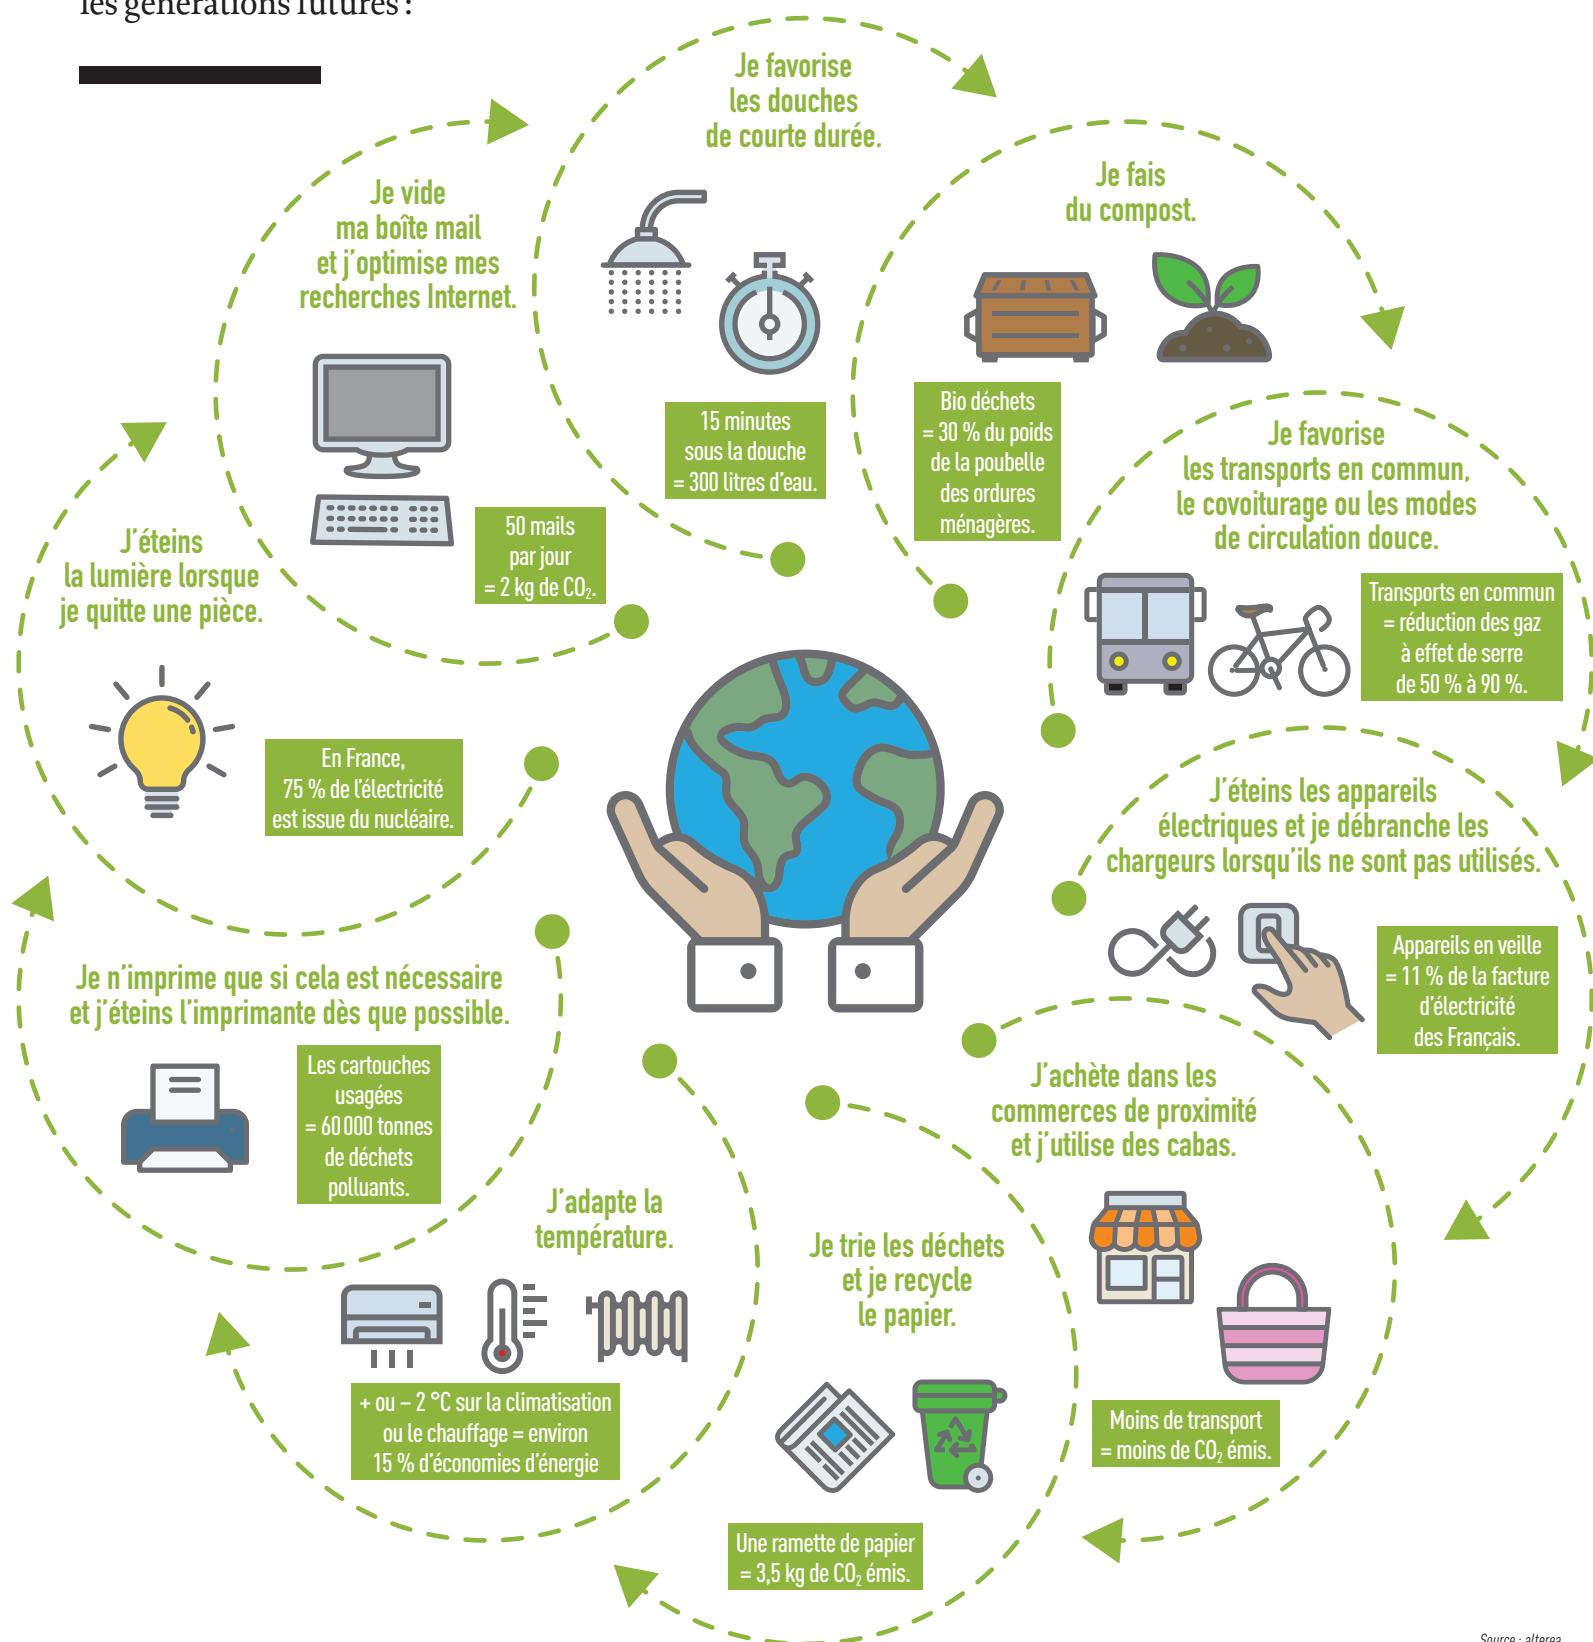 les générations futures :
Je favorise
les douches
de courte durée.
15 minutes
sous la douche
= 300 litres d'eau.
Je fais
du compost.
Bio déchets
= 30 % du poids
de la poubelle
des ordures
ménagères.
Je favorise
les transports en commun,
le covoiturage ou les modes
de circulation douce.
Transports en commun
= réduction des gaz
à effet de serre
de 50 % à 90 %.
J'éteins les appareils
électriques et je débranche les
chargeurs lorsqu'ils ne sont pas utilisés.
Appareils en veille
= 11 % de la facture
d'électricité
des Français.
J'achète dans les
commerces de proximité
et j'utilise des cabas.
Moins de transport
= moins de CO₂ émis.
Je trie les déchets
et je recycle
le papier.
Une ramette de papier
= 3,5 kg de CO₂ émis.
J'adapte la
température.
+ ou – 2 °C sur la climatisation
ou le chauffage = environ
15 % d'économies d'énergie
Je n'imprime que si cela est nécessaire
et j'éteins l'imprimante dès que possible.
Les cartouches
usagées
= 60 000 tonnes
de déchets
polluants.
J'éteins
la lumière lorsque
je quitte une pièce.
En France,
75 % de l'électricité
est issue du nucléaire.
Je vide
ma boîte mail
et j'optimise mes
recherches Internet.
50 mails
par jour
= 2 kg de CO₂.
Source : alterea